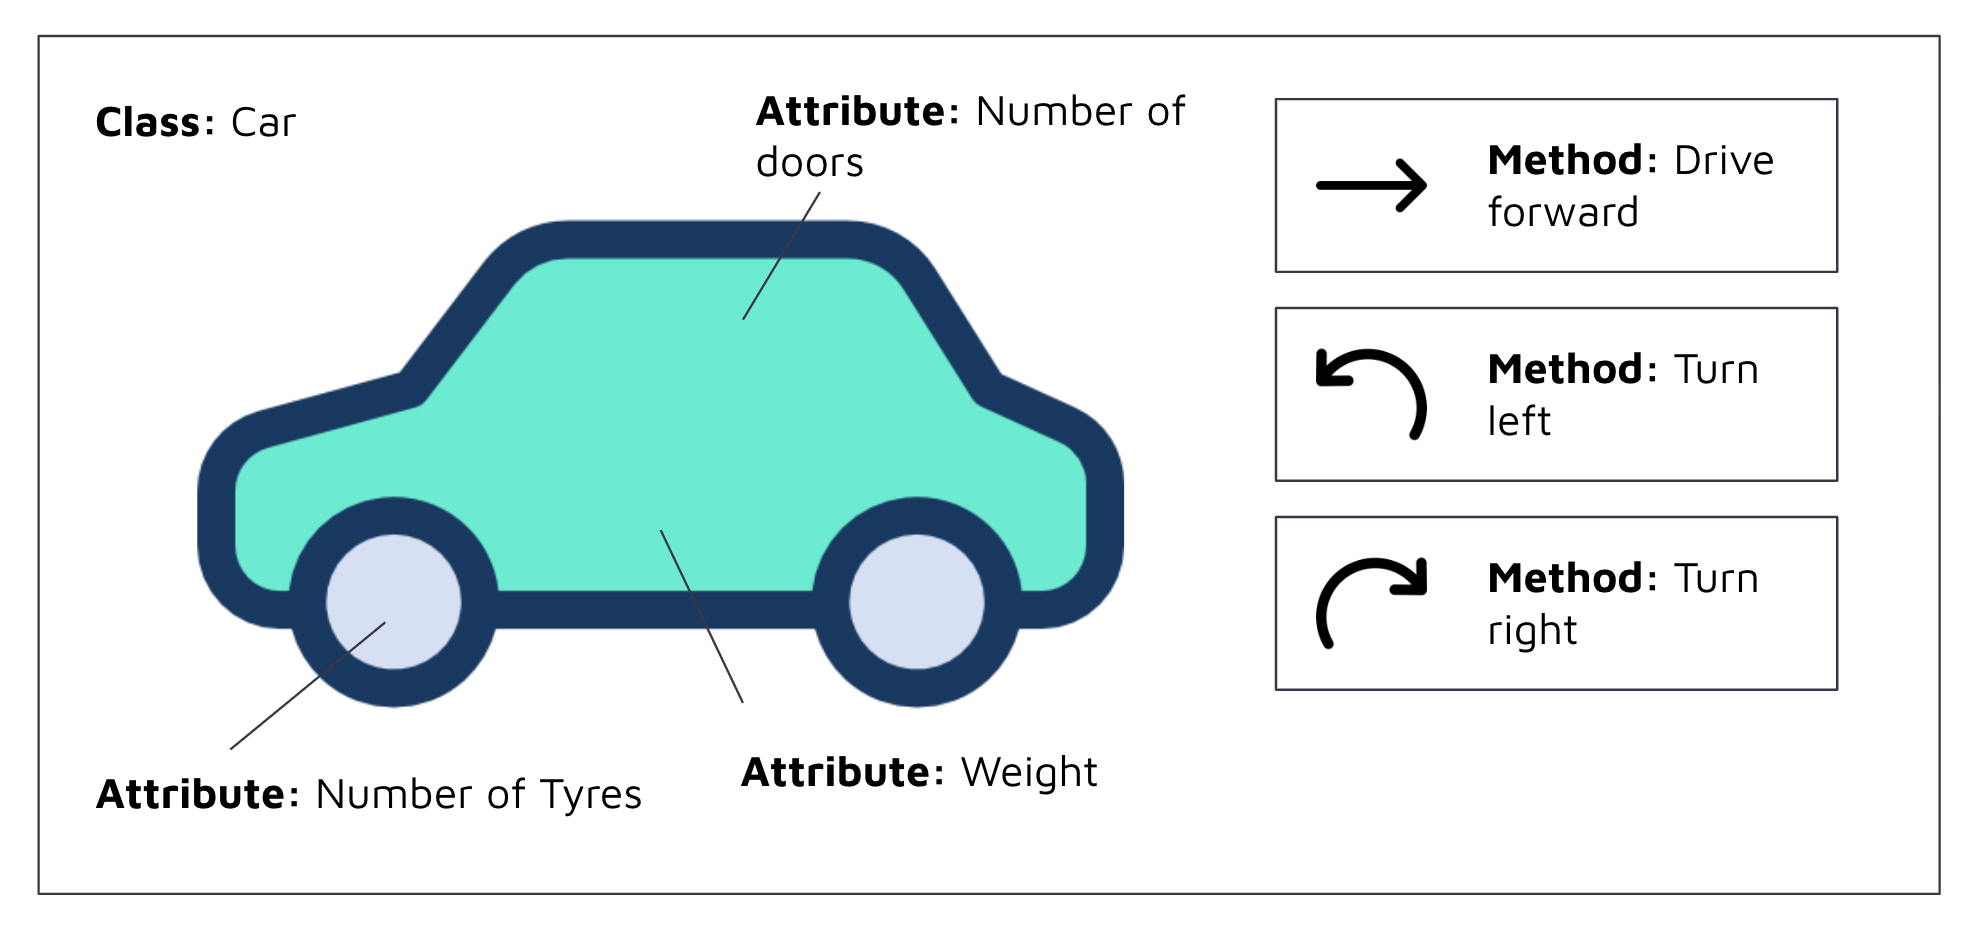 Class: Car
Attribute: Number of
doors
Attribute: Number of Tyres
Attribute: Weight
Method: Drive
forward
Method: Turn
left
Method: Turn
right